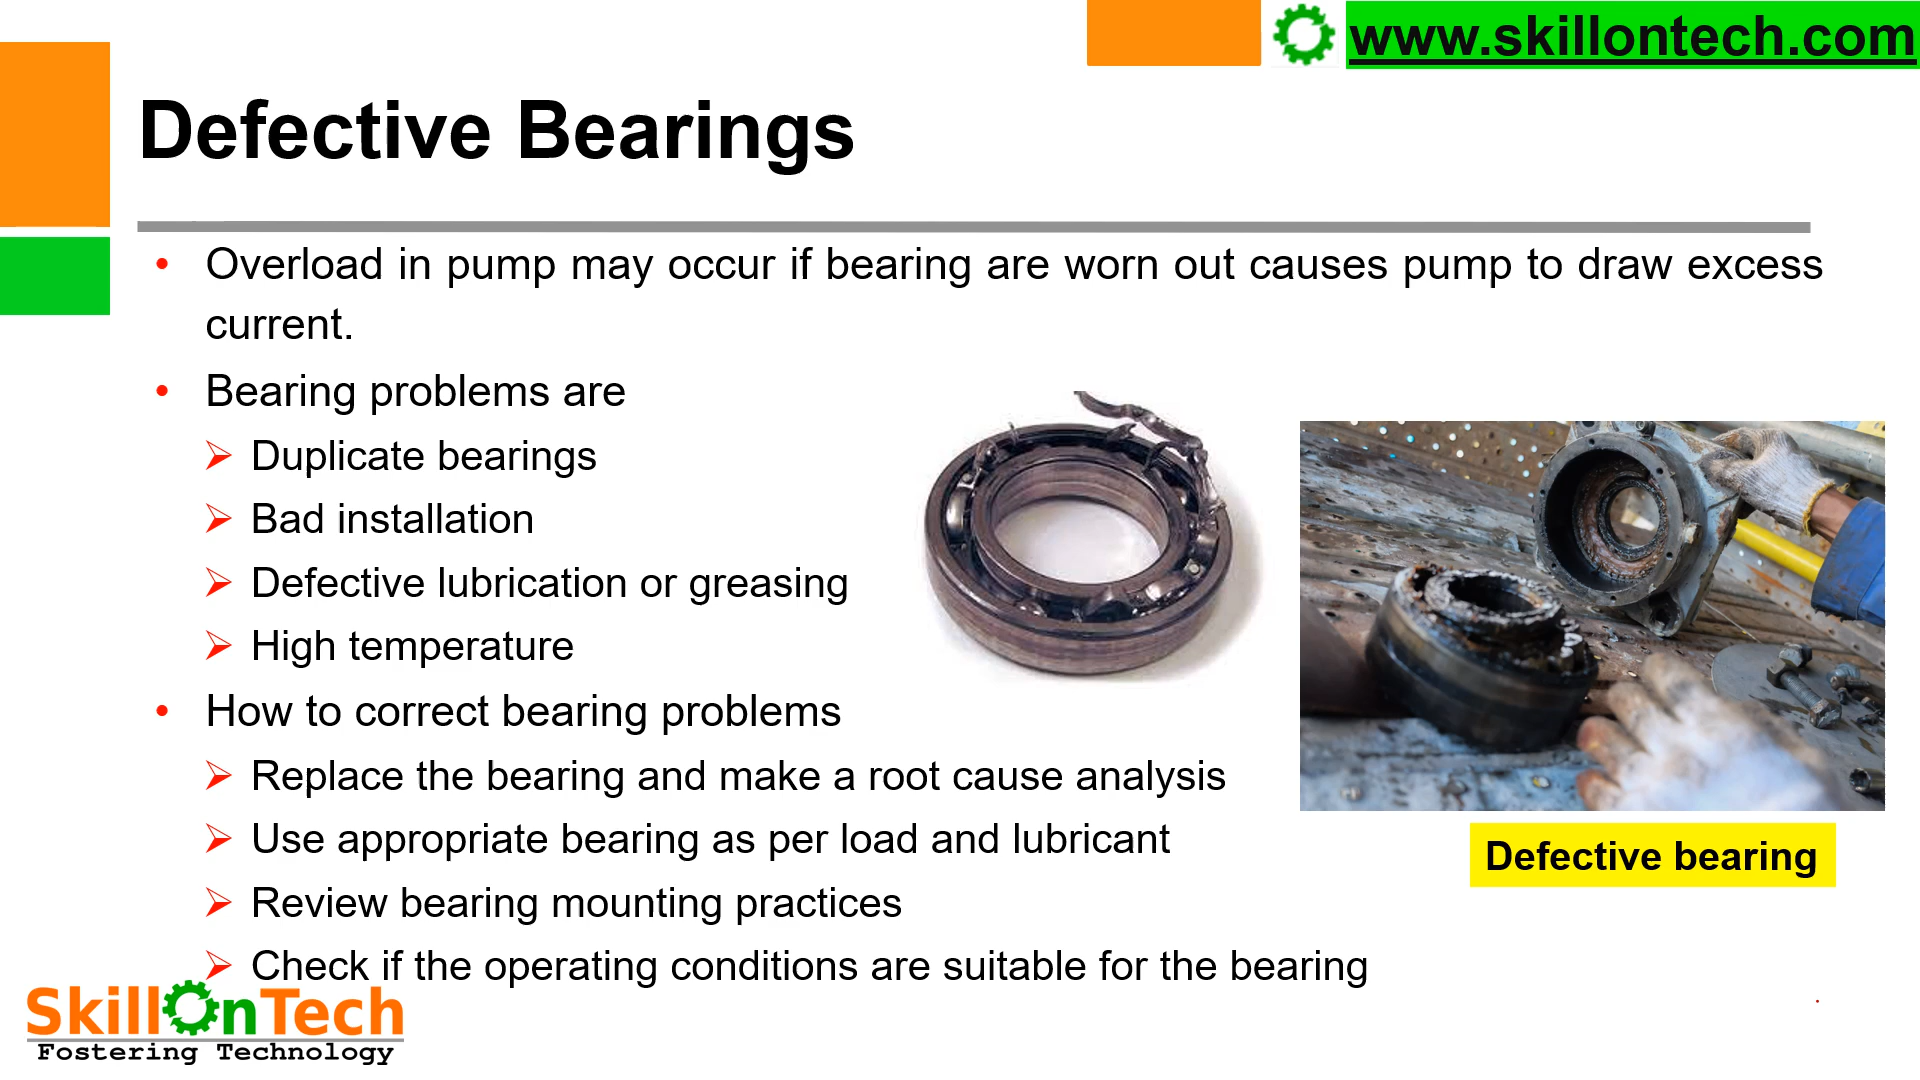 www.skillontech.com
Defective Bearings
• Overload in pump may occur if bearing are worn out causes pump to draw excess
current.
• Bearing problems are
➢ Duplicate bearings
➢ Bad installation
➢ Defective lubrication or greasing
➢ High temperature
• How to correct bearing problems
➢ Replace the bearing and make a root cause analysis
➢ Use appropriate bearing as per load and lubricant
➢ Review bearing mounting practices
➢ Check if the operating conditions are suitable for the bearing
Defective bearing
SkillOnTech
Fostering Technology